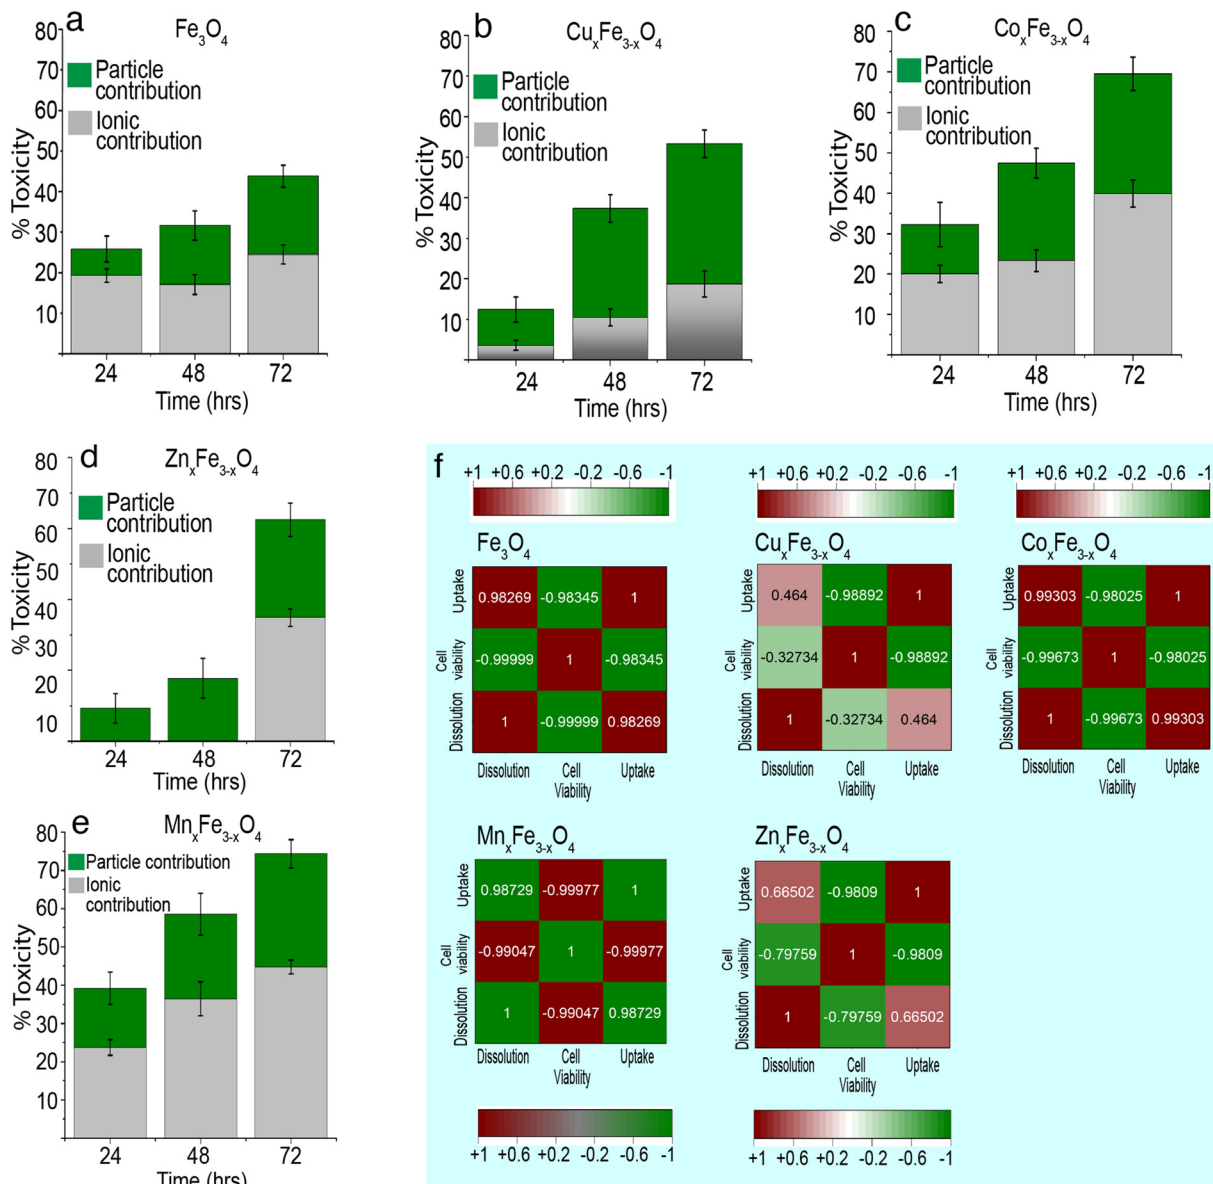 a
Fe3O4
80
70
60
50
40
30
20
10
% Toxicity
Particle
contribution
Ionic
contribution
24 48 72
Time (hrs)
b
CuxFe3-xO4
80
70
60
50
40
30
20
10
% Toxicity
Particle
contribution
Ionic
contribution
24 48 72
Time (hrs)
c
CoxFe3-xO4
80
70
60
50
40
30
20
10
% Toxicity
Particle
contribution
Ionic
contribution
24 48 72
Time (hrs)
d
ZnxFe3-xO4
80
70
60
50
40
30
20
10
% Toxicity
Particle
contribution
Ionic
contribution
24 48 72
Time (hrs)
e
MnxFe3-xO4
80
70
60
50
40
30
20
10
% Toxicity
Particle contribution
Ionic
contribution
24 48 72
Time (hrs)
f
+1 +0.6 +0.2 -0.2 -0.6 -1
Fe3O4
Uptake
0.98269 -0.98345 1
Cell
viability
-0.99999 1 -0.98345
Dissolution
1 -0.99999 0.98269
Dissolution Cell Uptake
Viability
+1 +0.6 +0.2 -0.2 -0.6 -1
CuxFe3-xO4
Uptake
0.464 -0.98892 1
Cell
viability
-0.32734 1 -0.98892
Dissolution
1 -0.32734 0.464
Dissolution Cell Uptake
Viability
+1 +0.6 +0.2 -0.2 -0.6 -1
CoxFe3-xO4
Uptake
0.99303 -0.98025 1
Cell
viability
-0.99673 1 -0.98025
Dissolution
1 -0.99673 0.99303
Dissolution Cell Uptake
Viability
MnxFe3-xO4
Uptake
0.98729 -0.99977 1
Cell
viability
-0.99047 1 -0.99977
Dissolution
1 -0.99047 0.98729
Dissolution Cell Uptake
Viability
+1 +0.6 +0.2 -0.2 -0.6 -1
ZnxFe3-xO4
Uptake
0.66502 -0.9809 1
Cell
viability
-0.79759 1 -0.9809
Dissolution
1 -0.79759 0.66502
Dissolution Cell Uptake
Viability
+1 +0.6 +0.2 -0.2 -0.6 -1